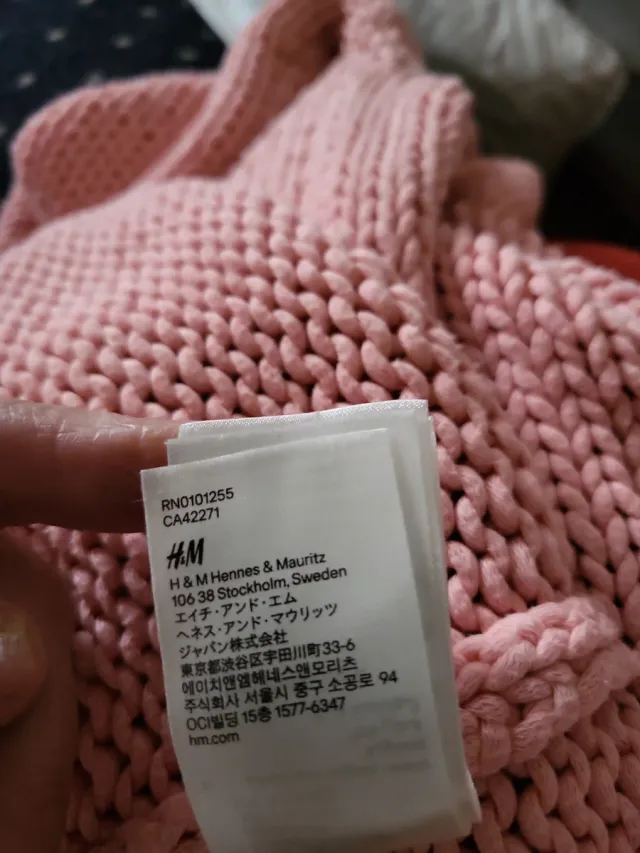 RN0101255
CA42271
H&M
H & M Hennes & Mauritz
106 38 Stockholm, Sweden
エイチ・アンド・エム
ヘネス・アンド・マウリッツ
ジャパン株式会社
東京都渋谷区宇田川町33-6
에이치앤엠헤네스앤모리츠
주식회사 서울시 중구 소공로 94
OCI빌딩 15층 1577-6347
hm.com